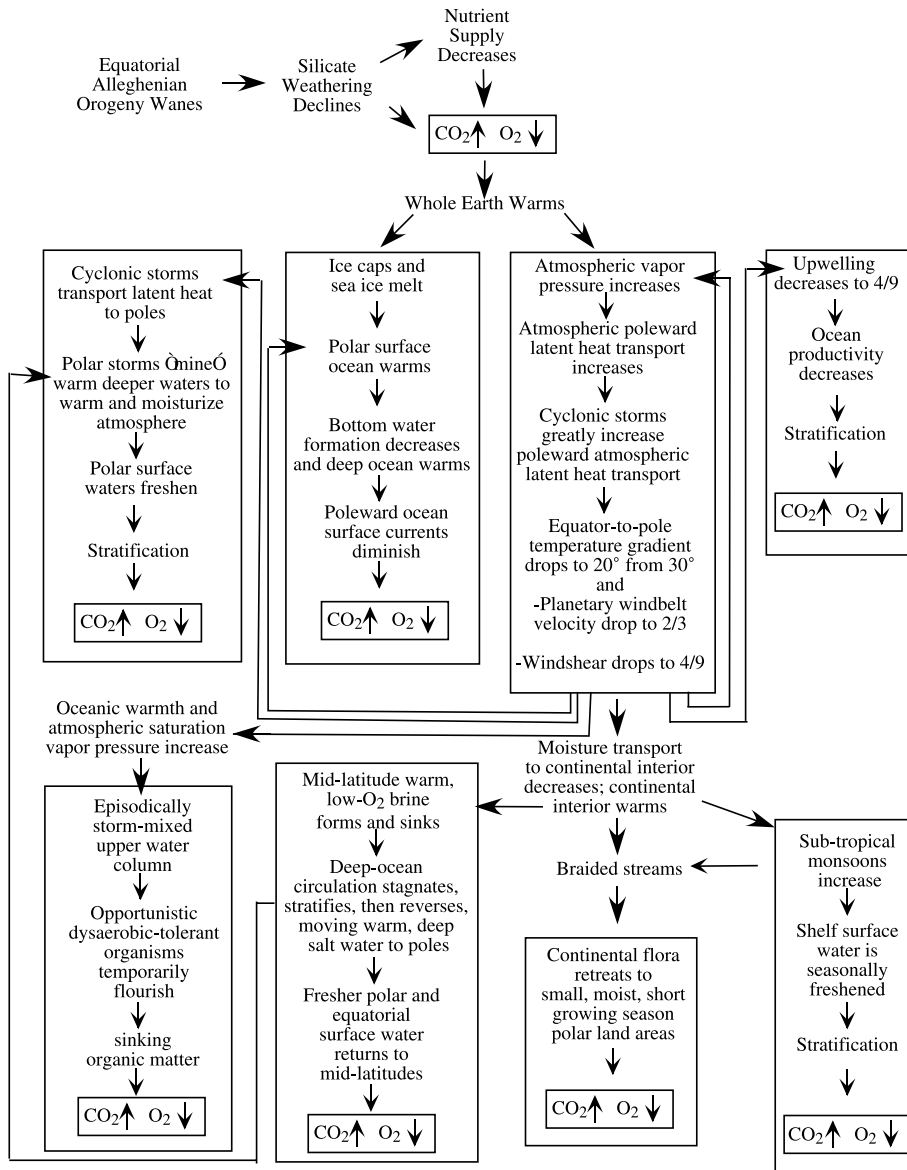 Equatorial
Alleghenian
Orogeny Wanes
Silicate
Weathering
Declines
Nutrient
Supply
Decreases
CO2 O2
Whole Earth Warms
Cyclonic storms
transport latent heat
to poles
Polar storms ÒmineÓ
warm deeper waters to
warm and moisturize
atmosphere
Polar surface
waters freshen
Stratification
CO2 O2
Ice caps and
sea ice melt
Polar surface
ocean warms
Bottom water
formation decreases
and deep ocean warms
Poleward ocean
surface currents
diminish
CO2 O2
Atmospheric vapor
pressure increases
Atmospheric poleward
latent heat transport
increases
Cyclonic storms
greatly increase
poleward atmospheric
latent heat transport
Equator-to-pole
temperature gradient
drops to 20° from 30°
and
-Planetary windbelt
velocity drop to 2/3
-Windshear drops to 4/9
Upwelling
decreases to 4/9
Ocean
productivity
decreases
Stratification
CO2 O2
Oceanic warmth and
atmospheric saturation
vapor pressure increase
Episodically
storm-mixed
upper water
column
Opportunistic
dysaerobic-tolerant
organisms
temporarily
flourish
sinking
organic matter
CO2 O2
Mid-latitude warm,
low-O2 brine
forms and sinks
Deep-ocean
circulation stagnates,
stratifies, then reverses,
moving warm, deep
salt water to poles
Fresher polar and
equatorial
surface water
returns to
mid-latitudes
CO2 O2
Moisture transport
to continental interior
decreases; continental
interior warms
Braided streams
Continental flora
retreats to
small, moist, short
growing season
polar land areas
CO2 O2
Sub-tropical
monsoons
increase
Shelf surface
water is
seasonally
freshened
Stratification
CO2 O2